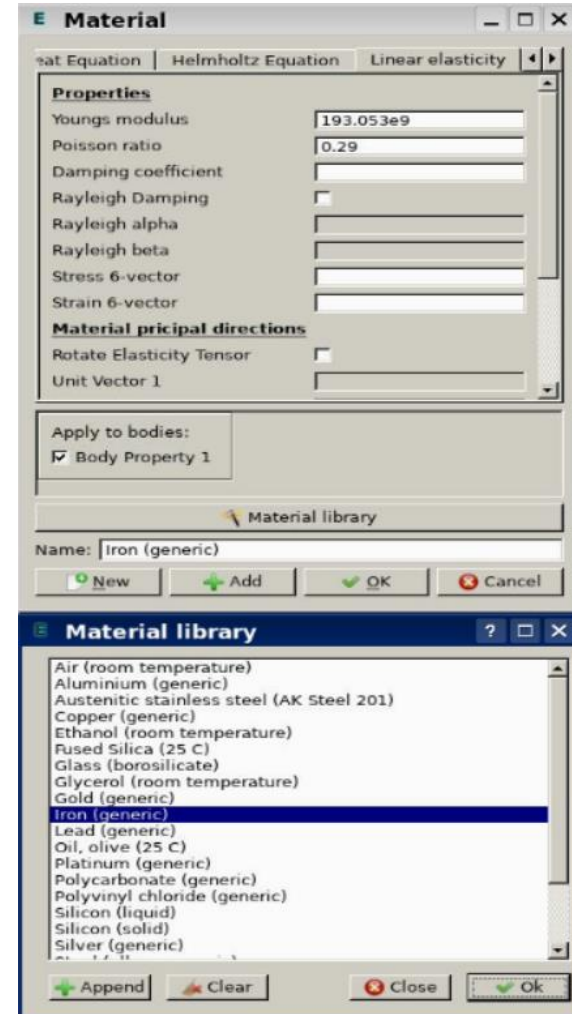 E Material
eat Equation Helmholtz Equation Linear elasticity
Properties
Youngs modulus 193.053e9
Poisson ratio 0.29
Damping coefficient
Rayleigh Damping
Rayleigh alpha
Rayleigh beta
Stress 6-vector
Strain 6-vector
Material pricipal directions
Rotate Elasticity Tensor
Unit Vector 1
Apply to bodies:
Body Property 1
Material library
Name: Iron (generic)
New Add OK Cancel
E Material library ?
Air (room temperature)
Aluminium (generic)
Austenitic stainless steel (AK Steel 201)
Copper (generic)
Ethanol (room temperature)
Fused Silica (25 C)
Glass (borosilicate)
Glycerol (room temperature)
Gold (generic)
Iron (generic)
Lead (generic)
Oil, olive (25 C)
Platinum (generic)
Polycarbonate (generic)
Polyvinyl chloride (generic)
Silicon (liquid)
Silicon (solid)
Silver (generic)
Append Clear Close Ok